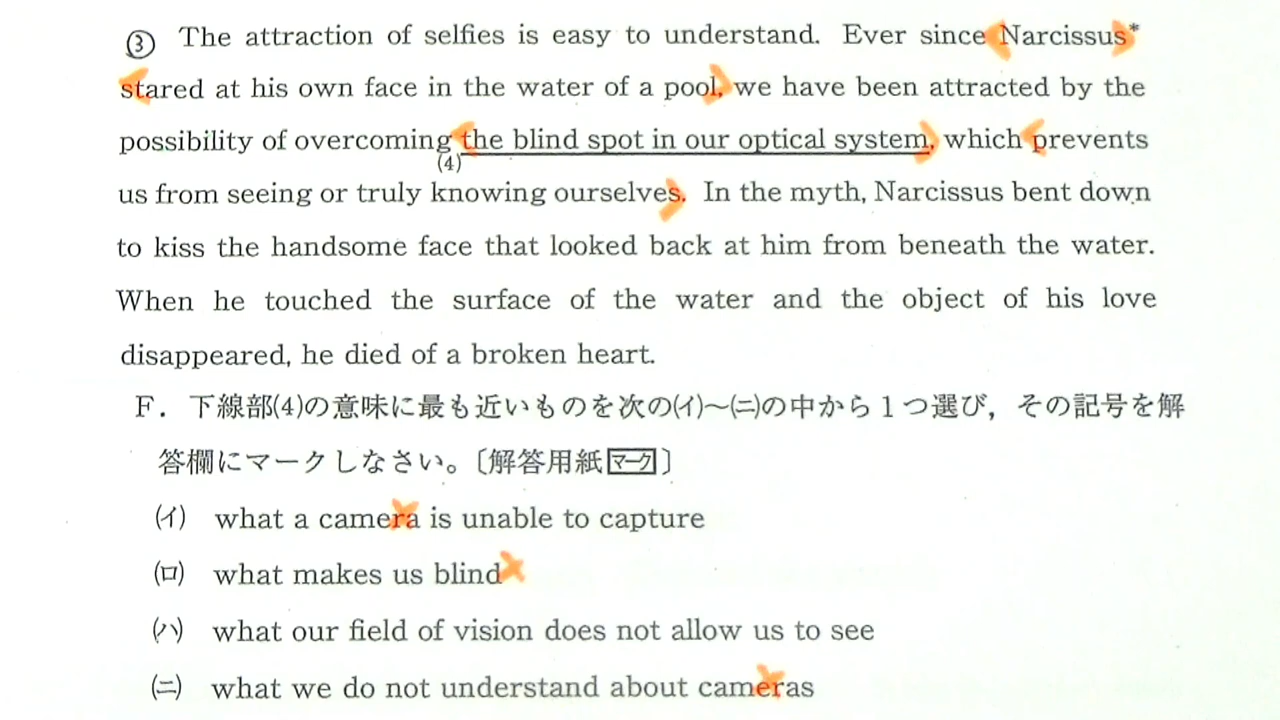 ③ The attraction of selfies is easy to understand. Ever since Narcissus*
stared at his own face in the water of a pool, we have been attracted by the
possibility of overcoming the blind spot in our optical system, which prevents
(4)
us from seeing or truly knowing ourselves. In the myth, Narcissus bent down
to kiss the handsome face that looked back at him from beneath the water.
When he touched the surface of the water and the object of his love
disappeared, he died of a broken heart.
F. 下線部(4)の意味に最も近いものを次の(イ)~(ニ)の中から1つ選び,その記号を解
答欄にマークしなさい。〔解答用紙マーク〕
(イ) what a camera is unable to capture
(ロ) what makes us blind
(ハ) what our field of vision does not allow us to see
(ニ) what we do not understand about cameras